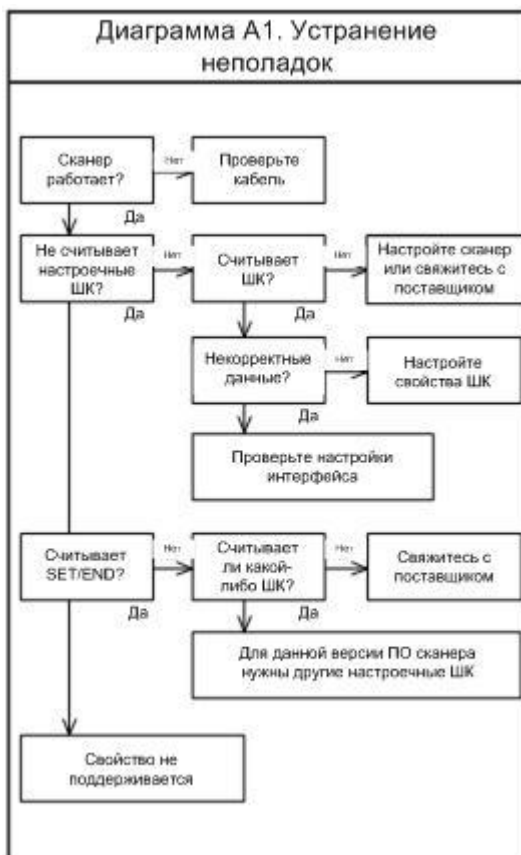 Диаграмма А1. Устранение
неполадок
Сканер
работает?
Нет
Проверьте
кабель
Да
Не считывает
настроечные
ШК?
Нет
Считывает
ШК?
Нет
Настройте сканер
или свяжитесь с
поставщиком
Да
Да
Некорректные
данные?
Нет
Настройте
свойства ШК
Да
Проверьте настройки
интерфейса
Считывает
SET/END?
Нет
Считывает
ли какой-
либо ШК?
Нет
Свяжитесь с
поставщиком
Да
Да
Для данной версии ПО сканера
нужны другие настроечные ШК
Свойство не
поддерживается